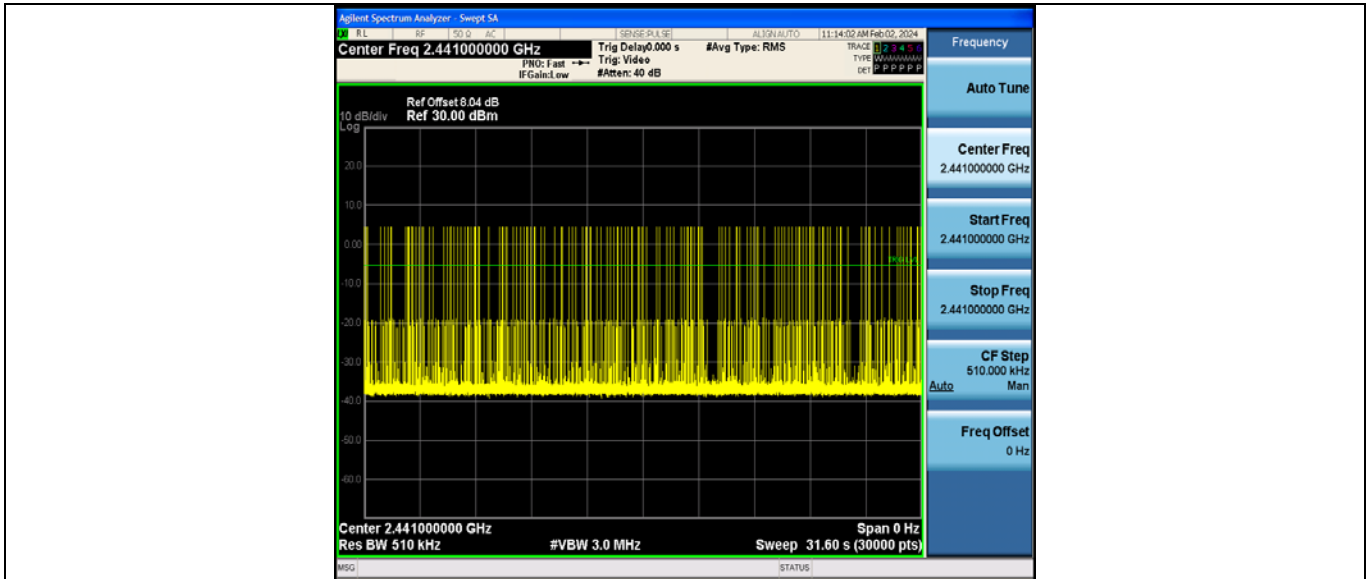 Agilent Spectrum Analyzer - Swept SA
RL RF 50 Ω AC SENSE:PULSE ALIGNAUTO 11:14:02 AM Feb 02, 2024
Center Freq 2.441000000 GHz
PNO: Fast
IFGain:Low
Trig Delay0.000 s
Trig: Video
#Atten: 40 dB
#Avg Type: RMS
TRACE 1 2 3 4 5 6
TYPE
DET P P P P P P
Ref Offset 8.04 dB
10 dB/div Ref 30.00 dBm
Log
20.0
10.0
0.00
-10.0
-20.0
-30.0
-40.0
-50.0
-60.0
Center 2.441000000 GHz
Span 0 Hz
Res BW 510 kHz
#VBW 3.0 MHz
Sweep 31.60 s (30000 pts)
MSG STATUS
Frequency
Auto Tune
Center Freq
2.441000000 GHz
Start Freq
2.441000000 GHz
Stop Freq
2.441000000 GHz
CF Step
510.000 kHz
Auto Man
Freq Offset
0 Hz